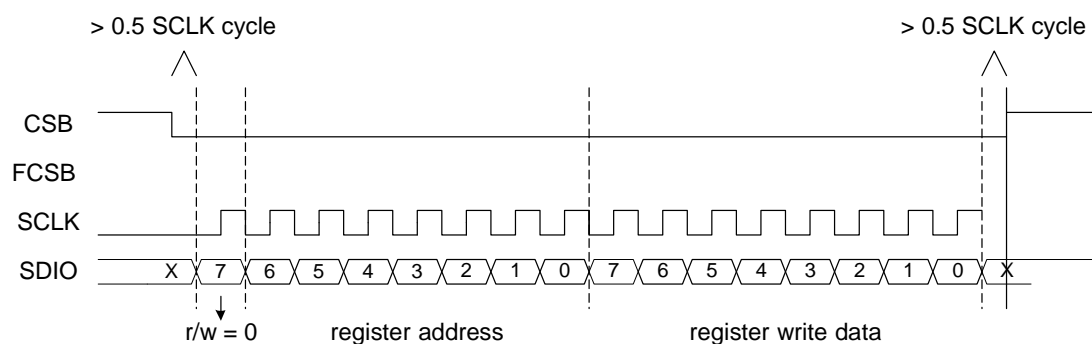 > 0.5 SCLK cycle > 0.5 SCLK cycle
CSB
FCSB
SCLK
SDIO X 7 6 5 4 3 2 1 0 7 6 5 4 3 2 1 0 X
r/w = 0 register address register write data